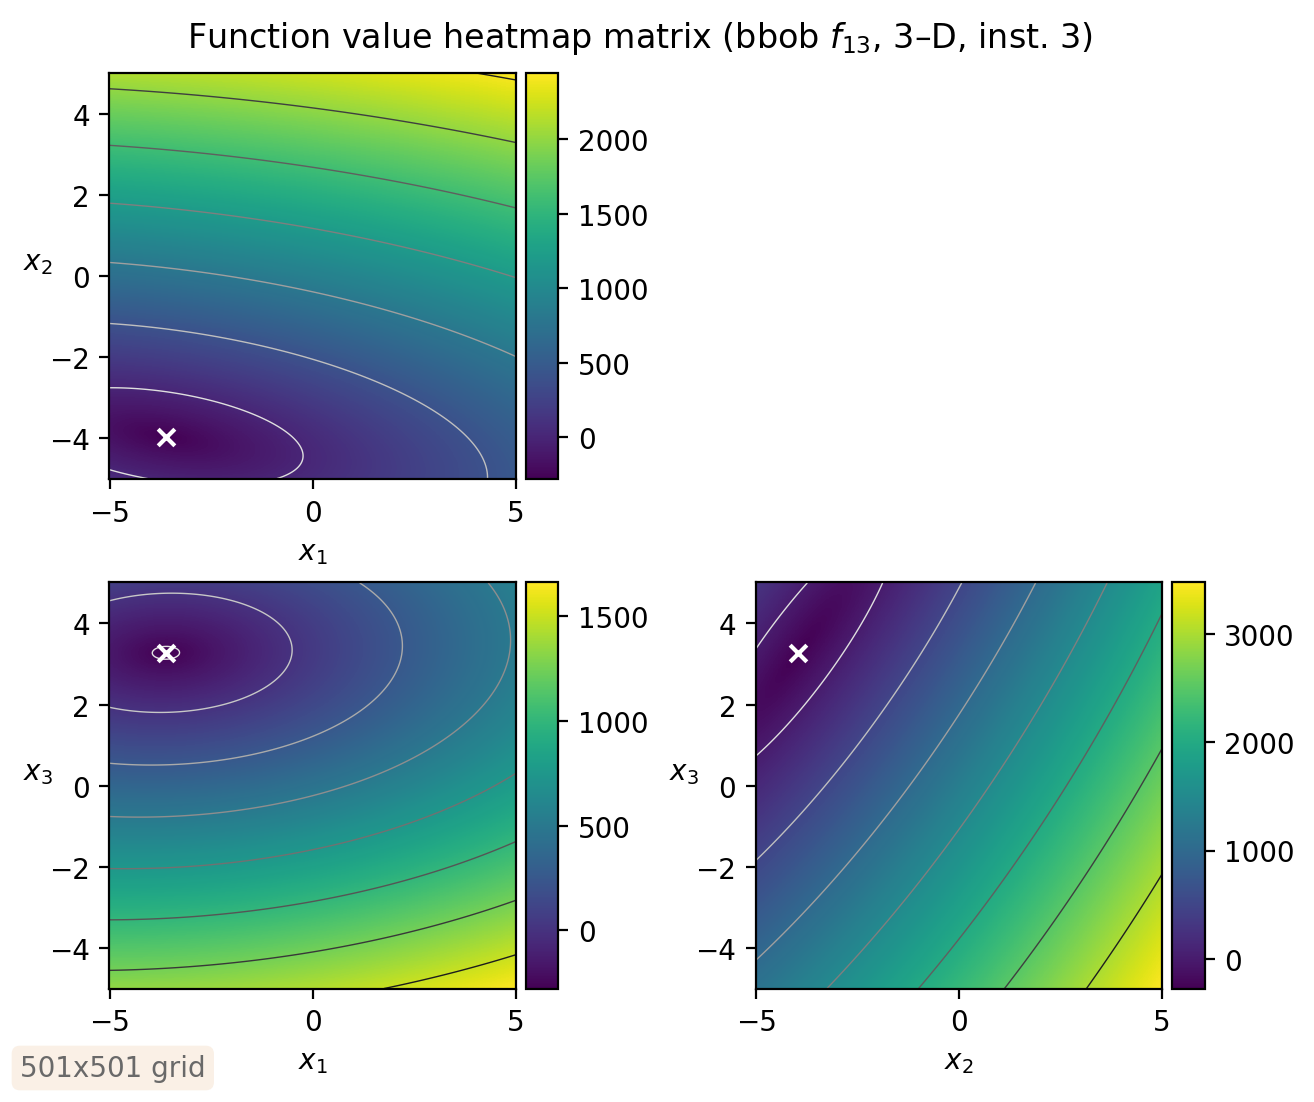 Function value heatmap matrix (bbob f₁₃, 3–D, inst. 3)
4
2
0
−2
−4
x₂
−5 0 5
x₁
2000
1500
1000
500
0
4
2
0
−2
−4
x₃
−5 0 5
x₁
1500
1000
500
0
4
2
0
−2
−4
x₃
−5 0 5
x₂
3000
2000
1000
0
501x501 grid